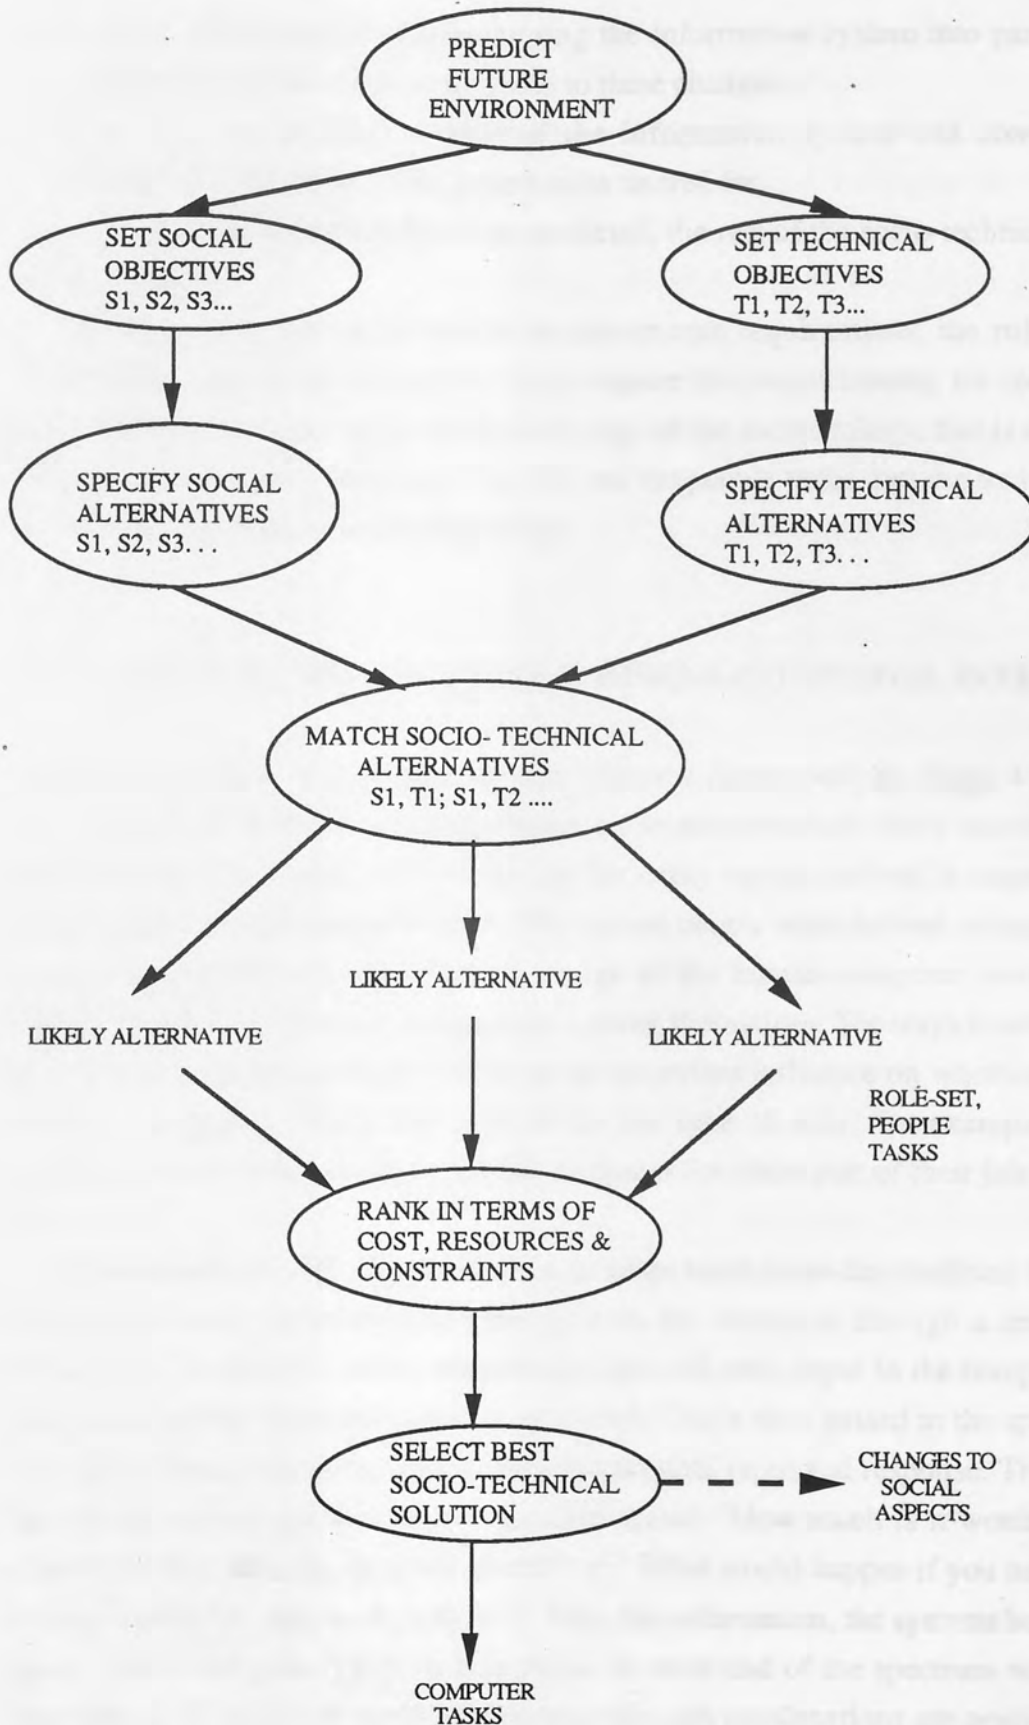 PREDICT
FUTURE
ENVIRONMENT
SET SOCIAL
OBJECTIVES
S1, S2, S3...
SET TECHNICAL
OBJECTIVES
T1, T2, T3...
SPECIFY SOCIAL
ALTERNATIVES
S1, S2, S3. . .
SPECIFY TECHNICAL
ALTERNATIVES
T1, T2, T3. . .
MATCH SOCIO- TECHNICAL
ALTERNATIVES
S1, T1; S1, T2 ....
LIKELY ALTERNATIVE
LIKELY ALTERNATIVE
LIKELY ALTERNATIVE
ROLE-SET,
PEOPLE
TASKS
RANK IN TERMS OF
COST, RESOURCES &
CONSTRAINTS
SELECT BEST
SOCIO-TECHNICAL
SOLUTION
CHANGES TO
SOCIAL
ASPECTS
COMPUTER
TASKS